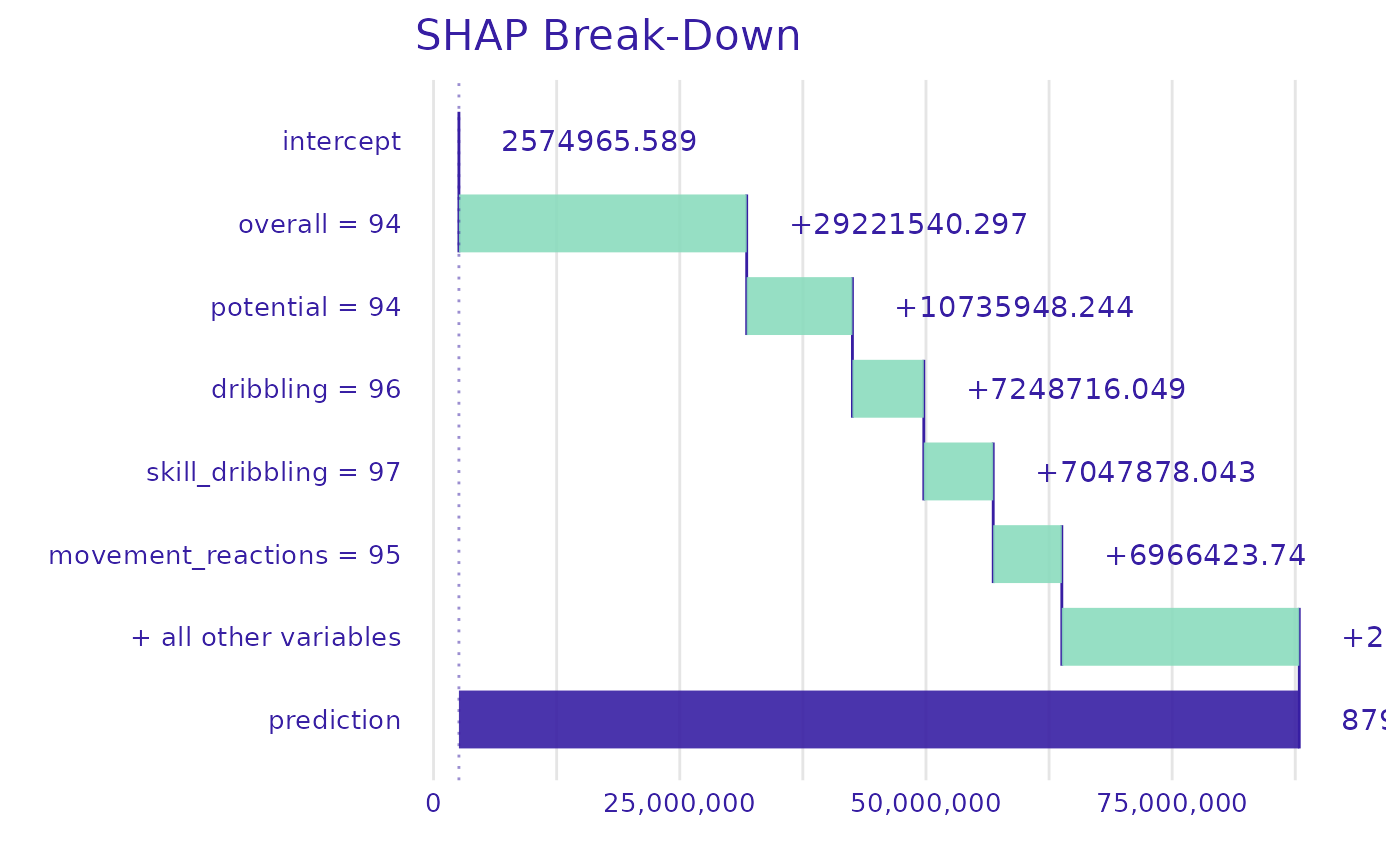 SHAP Break-Down
intercept 2574965.589
overall = 94 +29221540.297
potential = 94 +10735948.244
dribbling = 96 +7248716.049
skill_dribbling = 97 +7047878.043
movement_reactions = 95 +6966423.74
+ all other variables +2
prediction 879
0 25,000,000 50,000,000 75,000,000